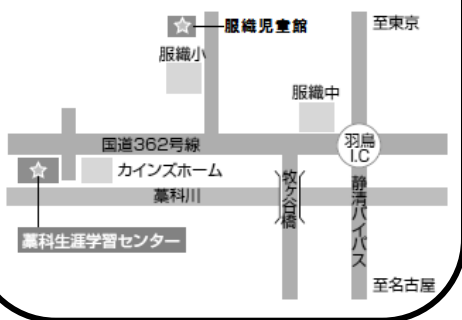 服織児童館
至東京
服織小
服織中
国道362号線
羽鳥
I.C
カインズホーム
藁科川
牧ヶ谷橋
静清バイパス
藁科生涯学習センター
至名古屋